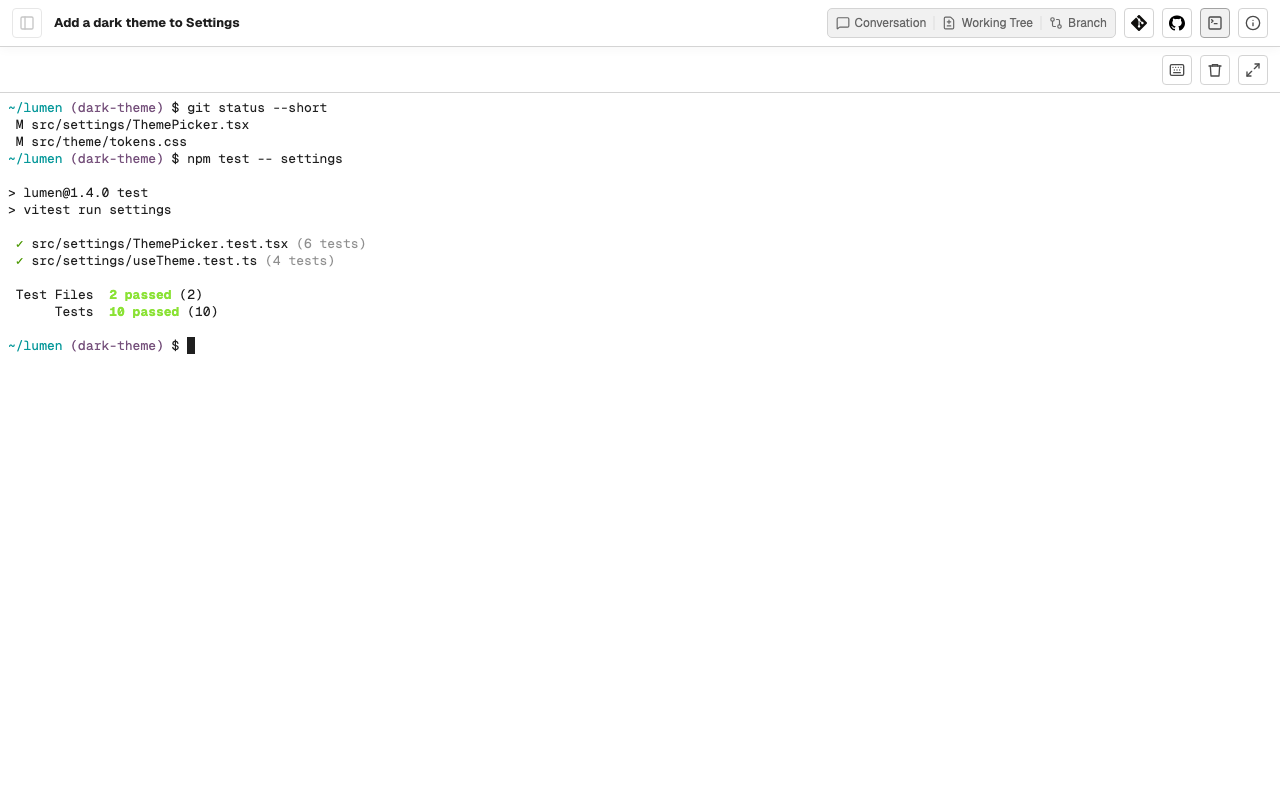 Add a dark theme to Settings
Conversation
Working Tree
Branch
~/lumen (dark-theme) $ git status --short
M src/settings/ThemePicker.tsx
M src/theme/tokens.css
~/lumen (dark-theme) $ npm test -- settings
> lumen@1.4.0 test
> vitest run settings
✓ src/settings/ThemePicker.test.tsx (6 tests)
✓ src/settings/useTheme.test.ts (4 tests)
Test Files  2 passed (2)
Tests  10 passed (10)
~/lumen (dark-theme) $